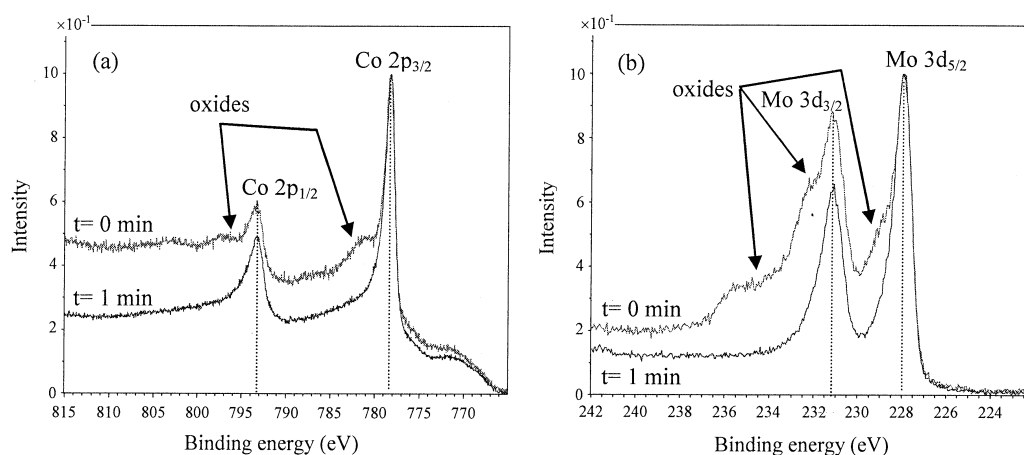 ×10⁻¹
(a)
Co 2p3/2
oxides
Co 2p1/2
t= 0 min
t= 1 min
Intensity
10
8
6
4
2
0
815 805 800 795 790 785 780 770
Binding energy (eV)
×10⁻¹
(b)
Mo 3d5/2
oxides
Mo 3d3/2
t= 0 min
t= 1 min
Intensity
10
8
6
4
2
0
242 240 238 236 234 232 230 228 226 224
Binding energy (eV)